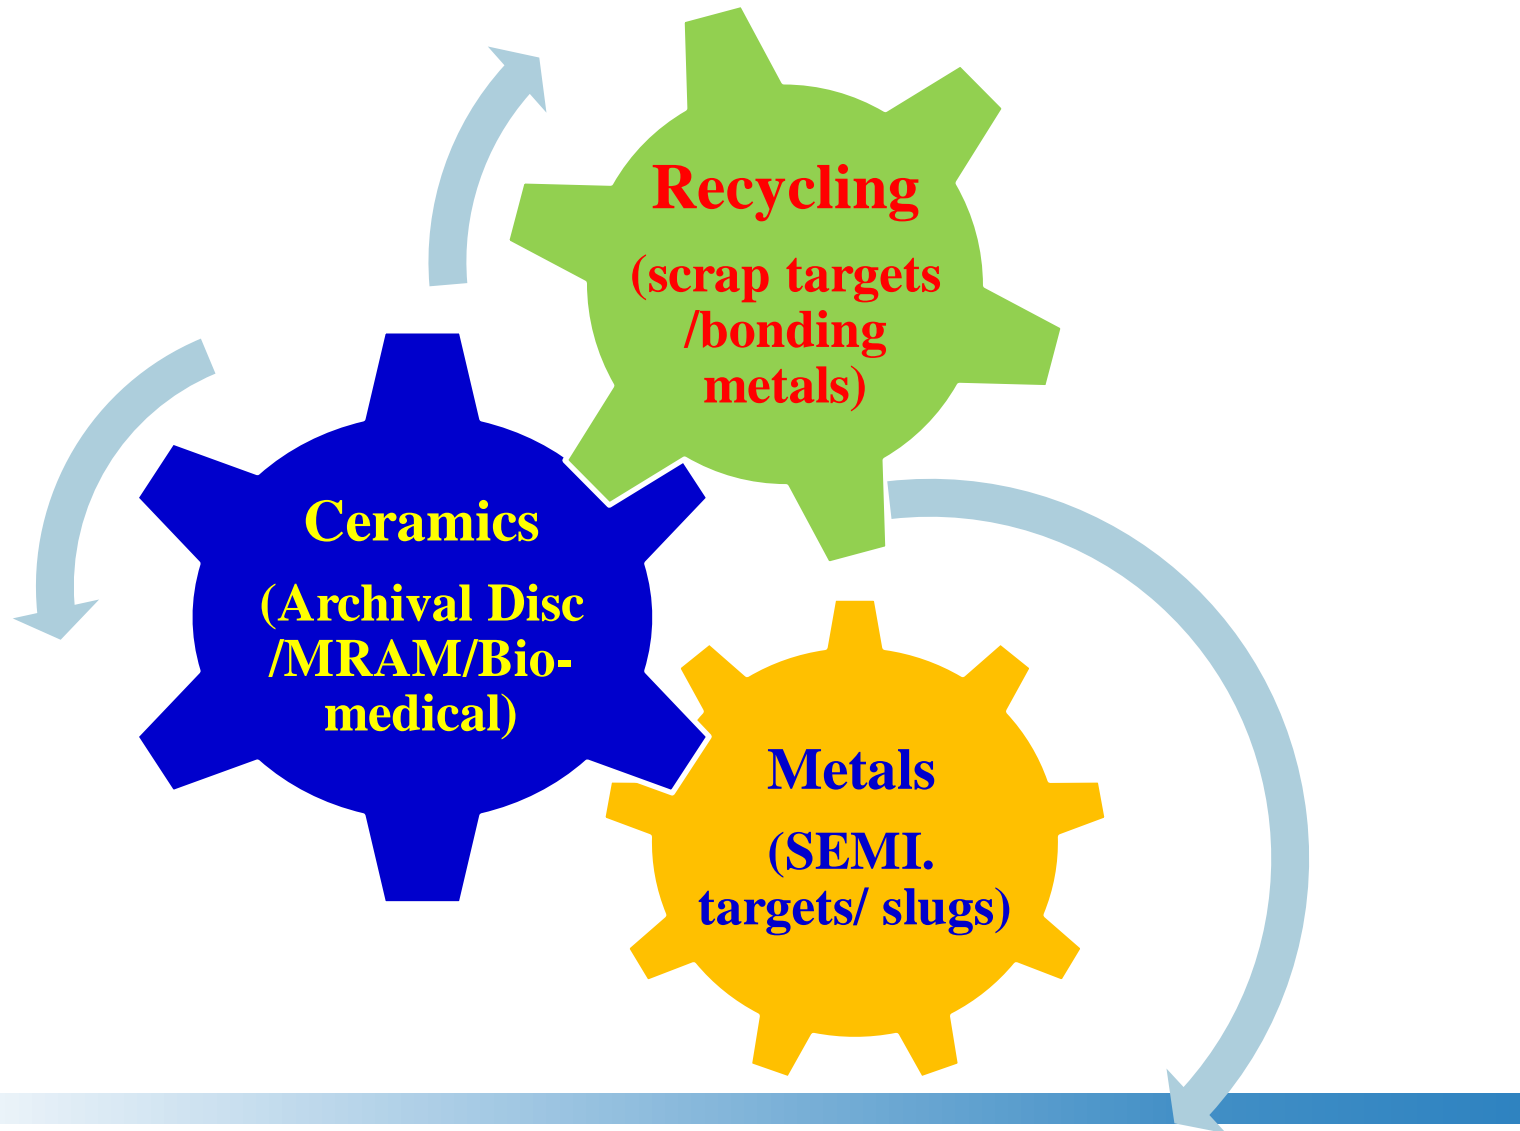 Recycling
(scrap targets
/bonding
metals)
Ceramics
(Archival Disc
/MRAM/Bio-
medical)
Metals
(SEMI.
targets/ slugs)